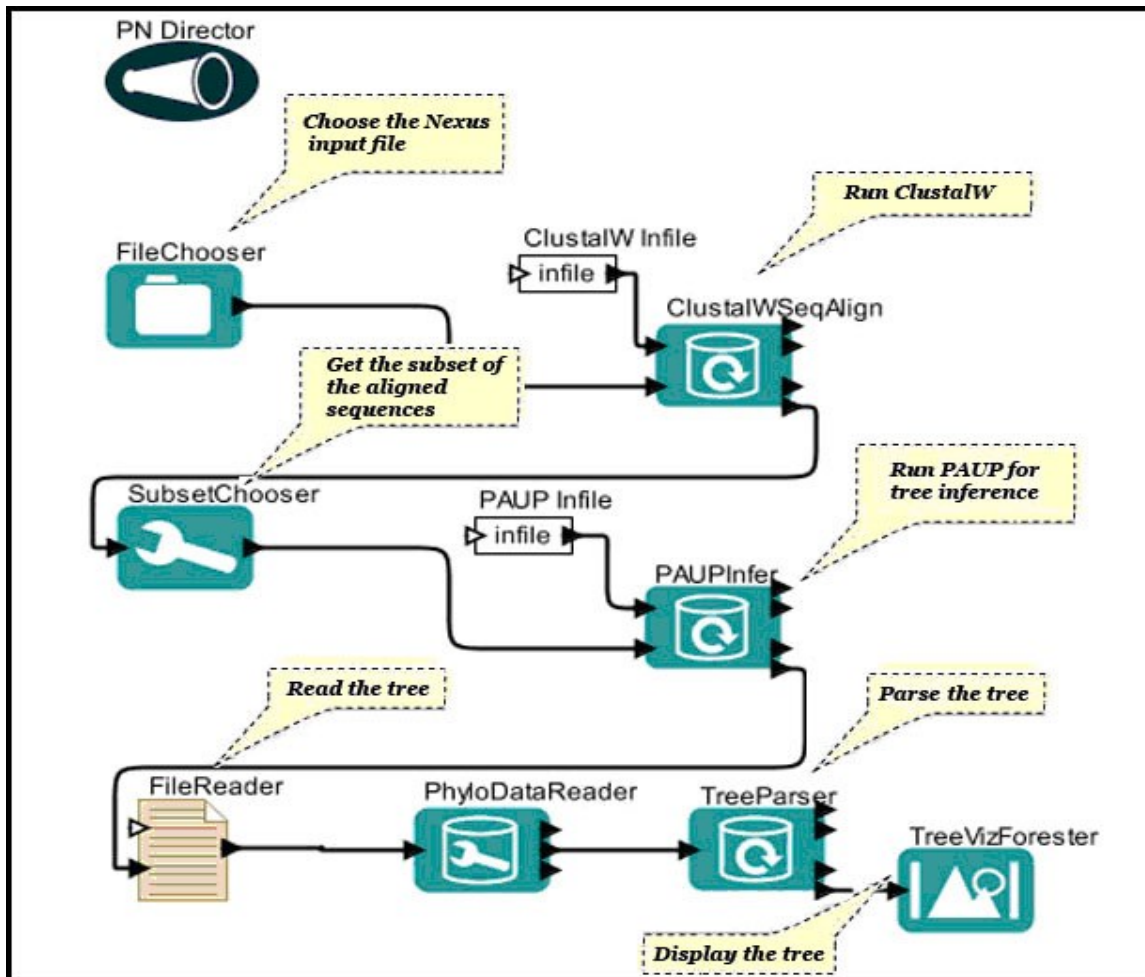 PN Director
Choose the Nexus
input file
Run ClustalW
FileChooser
ClustalW Infile
infile
ClustalWSeqAlign
Get the subset of
the aligned
sequences
Run PAUP for
tree inference
SubsetChooser
PAUP Infile
infile
PAUPInfer
Read the tree
Parse the tree
FileReader
PhyloDataReader
TreeParser
TreeVizForester
Display the tree